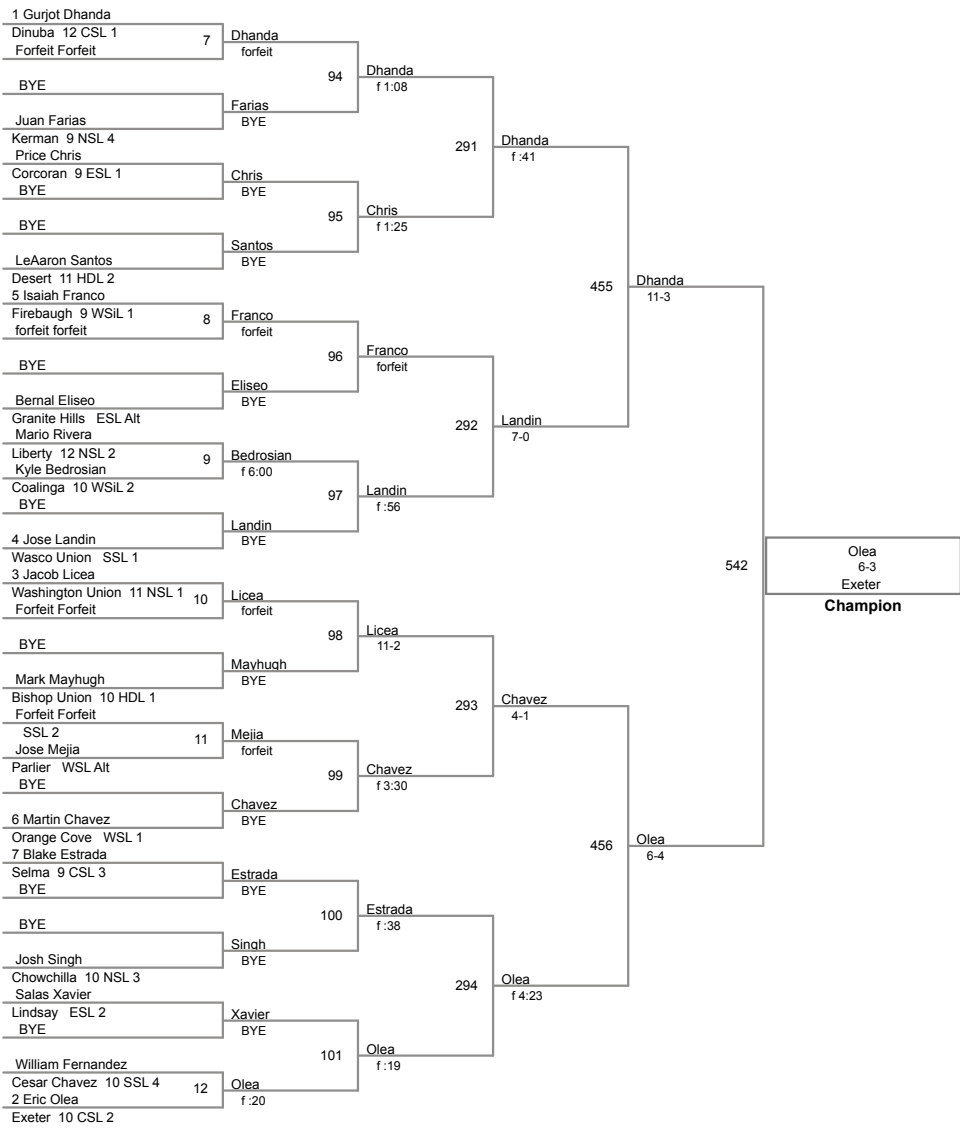 1 Gurjot Dhanda
Dinuba 12 CSL 1
Forfeit Forfeit
7
BYE
Juan Farias
Kerman 9 NSL 4
Price Chris
Corcoran 9 ESL 1
BYE
BYE
LeAaron Santos
Desert 11 HDL 2
5 Isaiah Franco
Firebaugh 9 WSiL 1
forfeit forfeit
8
BYE
Bernal Eliseo
Granite Hills ESL Alt
Mario Rivera
Liberty 12 NSL 2
Kyle Bedrosian
9
Coalinga 10 WSiL 2
BYE
4 Jose Landin
Wasco Union SSL 1
3 Jacob Licea
Washington Union 11 NSL 1
Forfeit Forfeit
10
BYE
Mark Mayhugh
Bishop Union 10 HDL 1
Forfeit Forfeit
SSL 2
Jose Mejia
11
Parlier WSL Alt
BYE
6 Martin Chavez
Orange Cove WSL 1
7 Blake Estrada
Selma 9 CSL 3
BYE
BYE
Josh Singh
Chowchilla 10 NSL 3
Salas Xavier
Lindsay ESL 2
BYE
William Fernandez
Cesar Chavez 10 SSL 4
2 Eric Olea
12
Exeter 10 CSL 2
Dhanda
forfeit
94
Farias
BYE
Chris
BYE
95
Santos
BYE
Franco
forfeit
96
Eliseo
BYE
Bedrosian
f 6:00
97
Landin
BYE
Licea
forfeit
98
Mayhugh
BYE
Mejia
forfeit
99
Chavez
BYE
Estrada
BYE
100
Singh
BYE
Xavier
BYE
101
Olea
f :20
Dhanda
f 1:08
291
Chris
f 1:25
Franco
forfeit
292
Landin
f :56
Licea
11-2
293
Chavez
f 3:30
Estrada
f :38
294
Olea
f :19
Dhanda
f :41
455
Landin
7-0
Chavez
4-1
456
Olea
f 4:23
Dhanda
11-3
542
Olea
6-4
Olea
6-3
Exeter
Champion